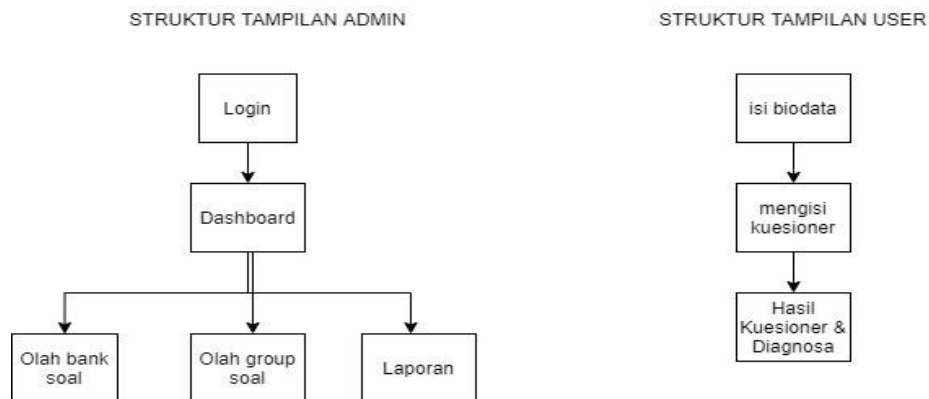 STRUKTUR TAMPILAN ADMIN
Login
Dashboard
Olah bank
soal
Olah group
soal
Laporan
STRUKTUR TAMPILAN USER
isi biodata
mengisi
kuesioner
Hasil
Kuesioner &
Diagnosa